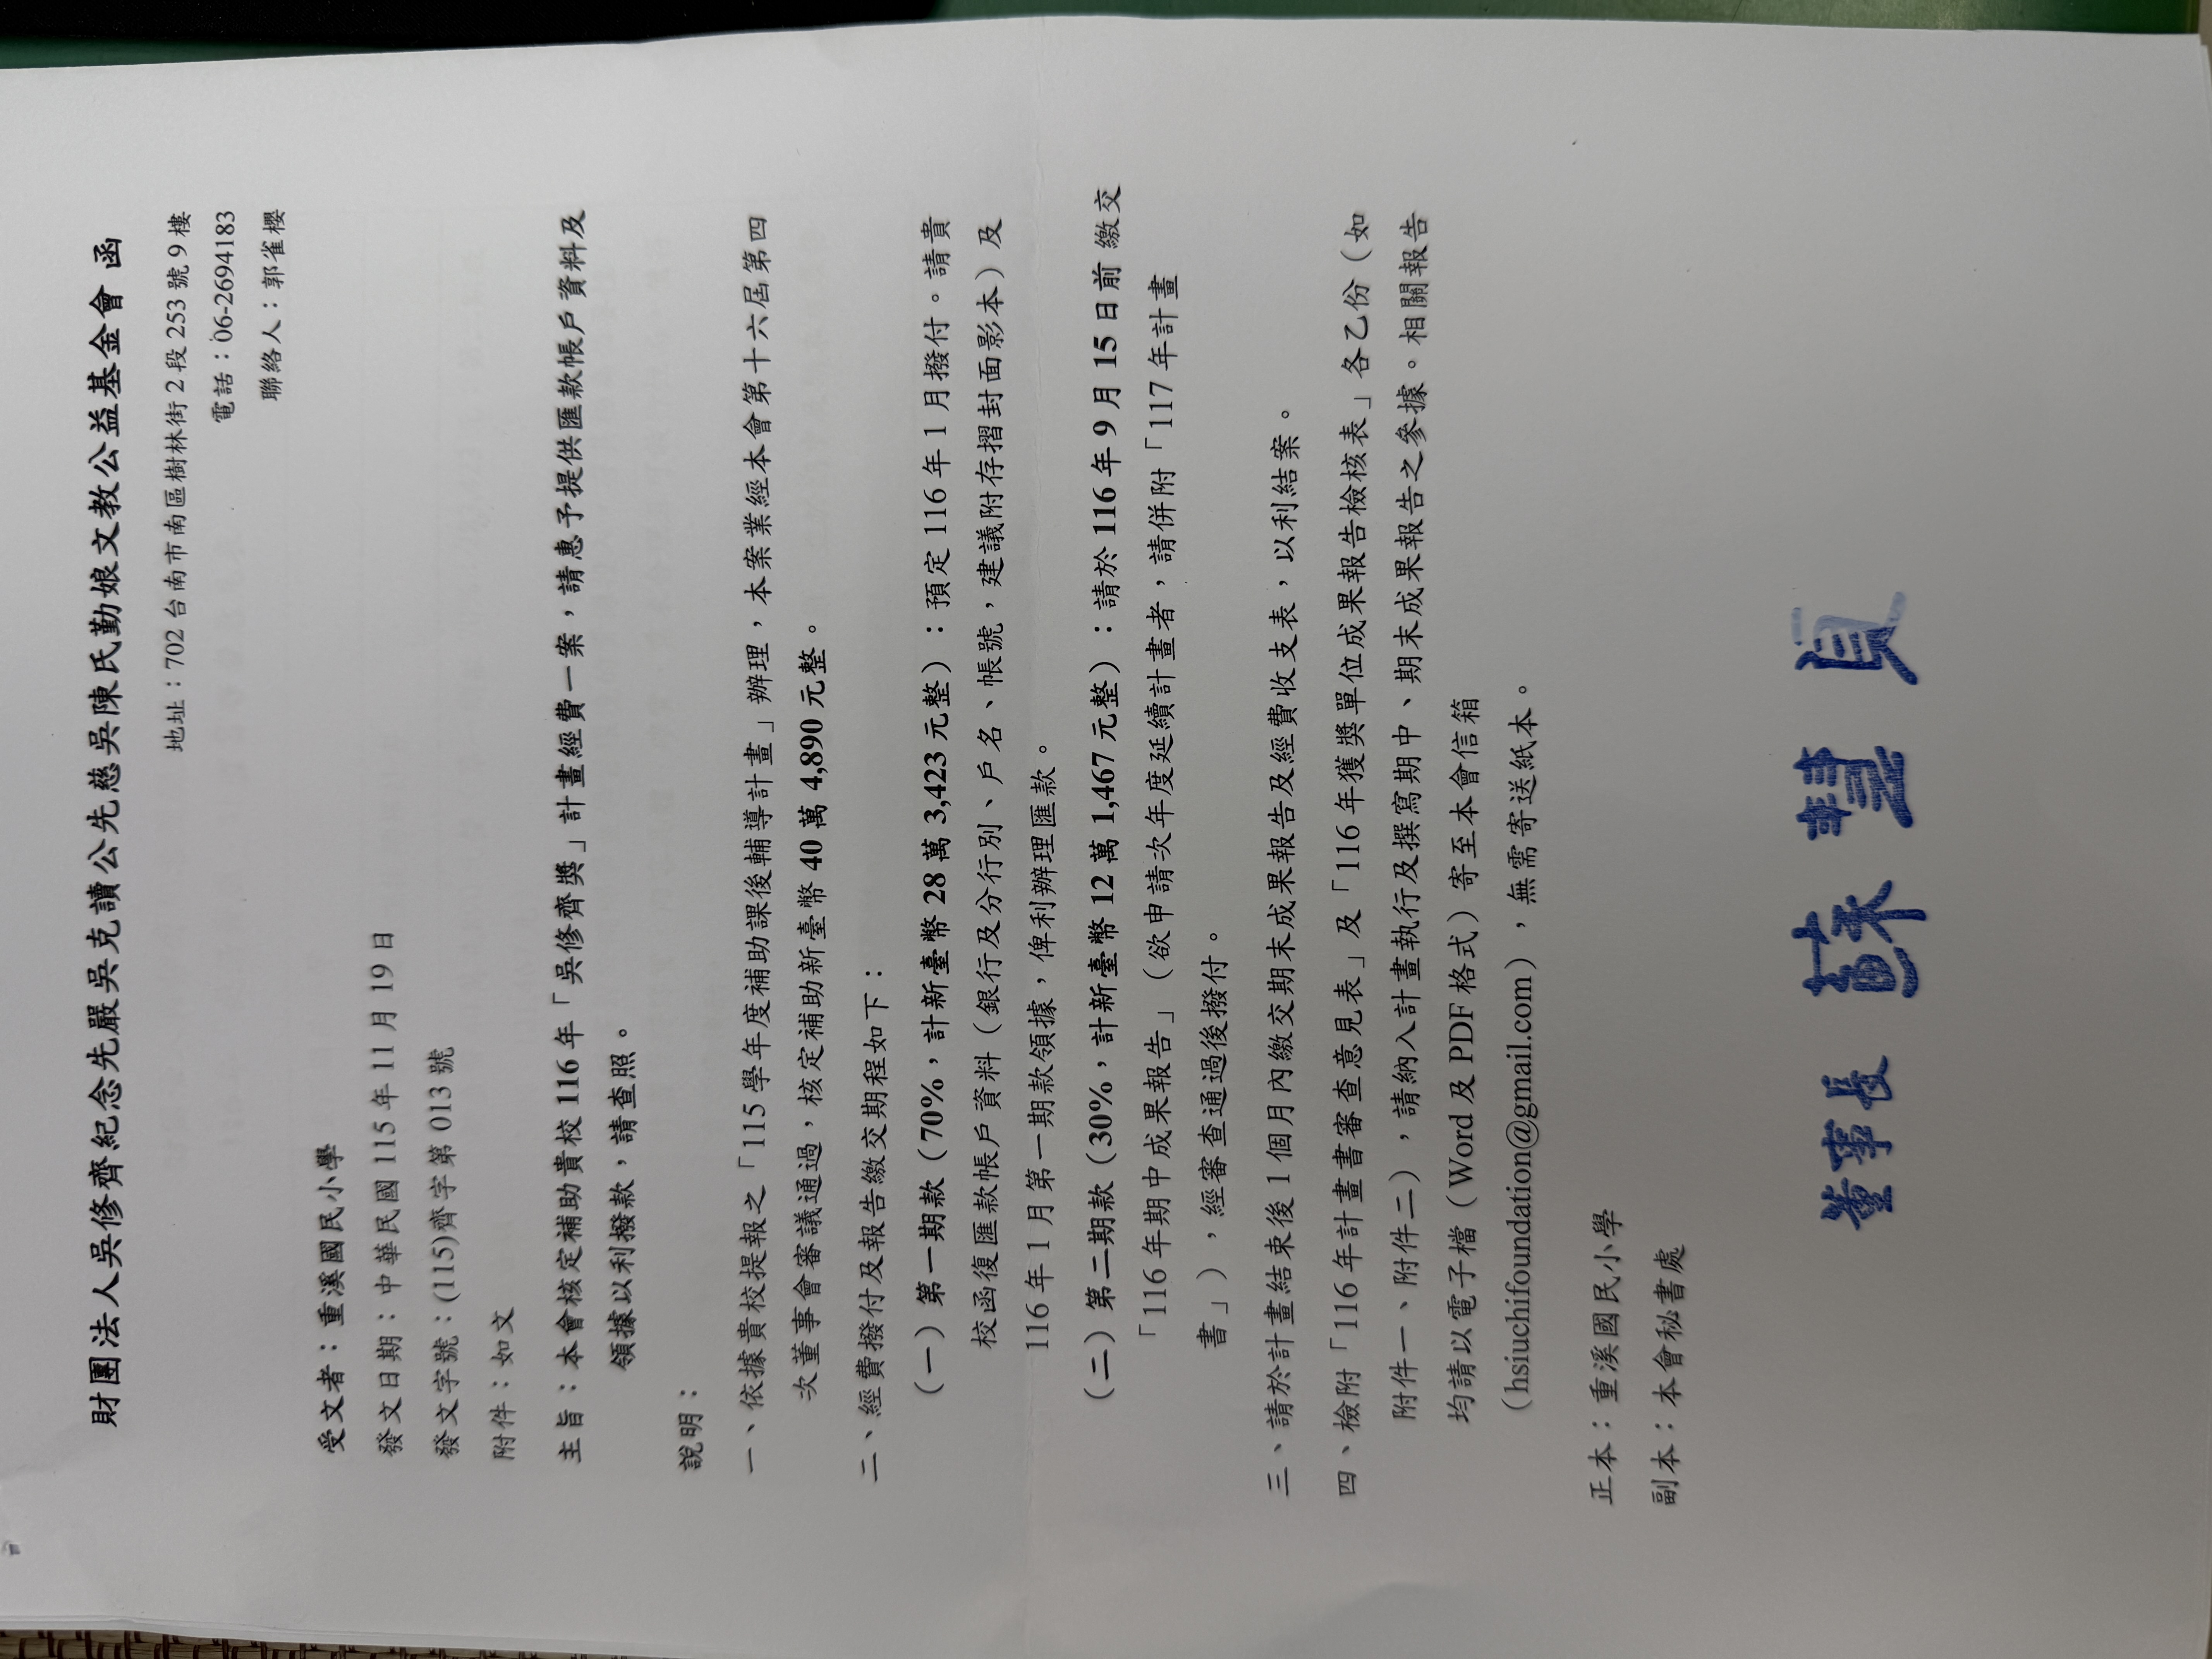 財團法人吳修齊紀念先嚴吳克讀公先慈吳陳氏勤娘文教公益基金會 函
地址：702 台南市南區樹林街 2 段 253 號 9 樓
電話：06-2694183
聯絡人：郭雀櫻
受文者：重溪國民小學
發文日期：中華民國 115 年 11 月 19 日
發文字號：(115)齊字第 013 號
附件：如文
主旨：本會核定補助貴校 116 年「吳修齊獎」計畫經費一案，請惠予提供匯款帳戶資料及
領據以利撥款，請查照。
說明：
一、依據貴校提報之「115 學年度補助課後輔導計畫」辦理，本案業經本會第十六屆第四
次董事會審議通過，核定補助新臺幣 40 萬 4,890 元整。
二、經費撥付及報告繳交期程如下：
（一）第一期款（70%，計新臺幣 28 萬 3,423 元整）：預定 116 年 1 月撥付。請貴
校函復匯款帳戶資料（銀行及分行別、戶名、帳號，建議附存摺封面影本）及
116 年 1 月第一期款領據，俾利辦理匯款。
（二）第二期款（30%，計新臺幣 12 萬 1,467 元整）：請於 116 年 9 月 15 日前 繳交
「116 年期中成果報告」（欲申請次年度延續計畫者，請併附「117 年計畫
書」），經審查通過後撥付。
三、請於計畫結束後 1 個月內繳交期末成果報告及經費收支表，以利結案。
四、檢附「116 年計畫書審查意見表」及「116 年獲獎單位成果報告檢核表」各乙份（如
附件一、附件二），請納入計畫執行及撰寫期中、期末成果報告之參據。相關報告
均請以電子檔（Word 及 PDF 格式）寄至本會信箱
（hsiuchifoundation@gmail.com），無需寄送紙本。
正本：重溪國民小學
副本：本會秘書處
董事長 蘇慧貞